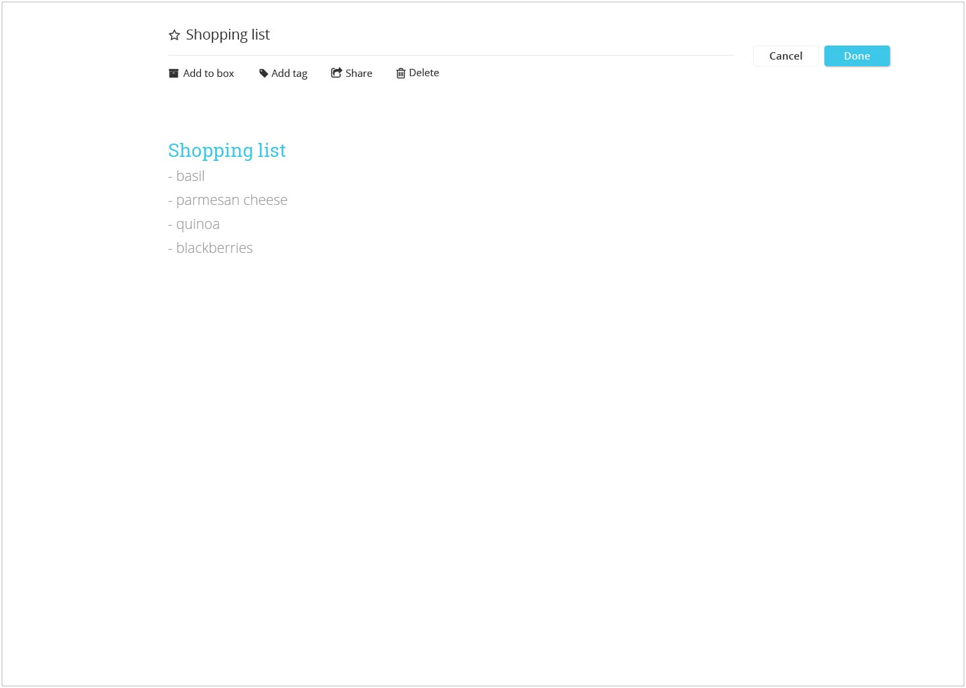 Shopping list
Cancel
Done
Add to box
Add tag
Share
Delete
Shopping list
- basil
- parmesan cheese
- quinoa
- blackberries